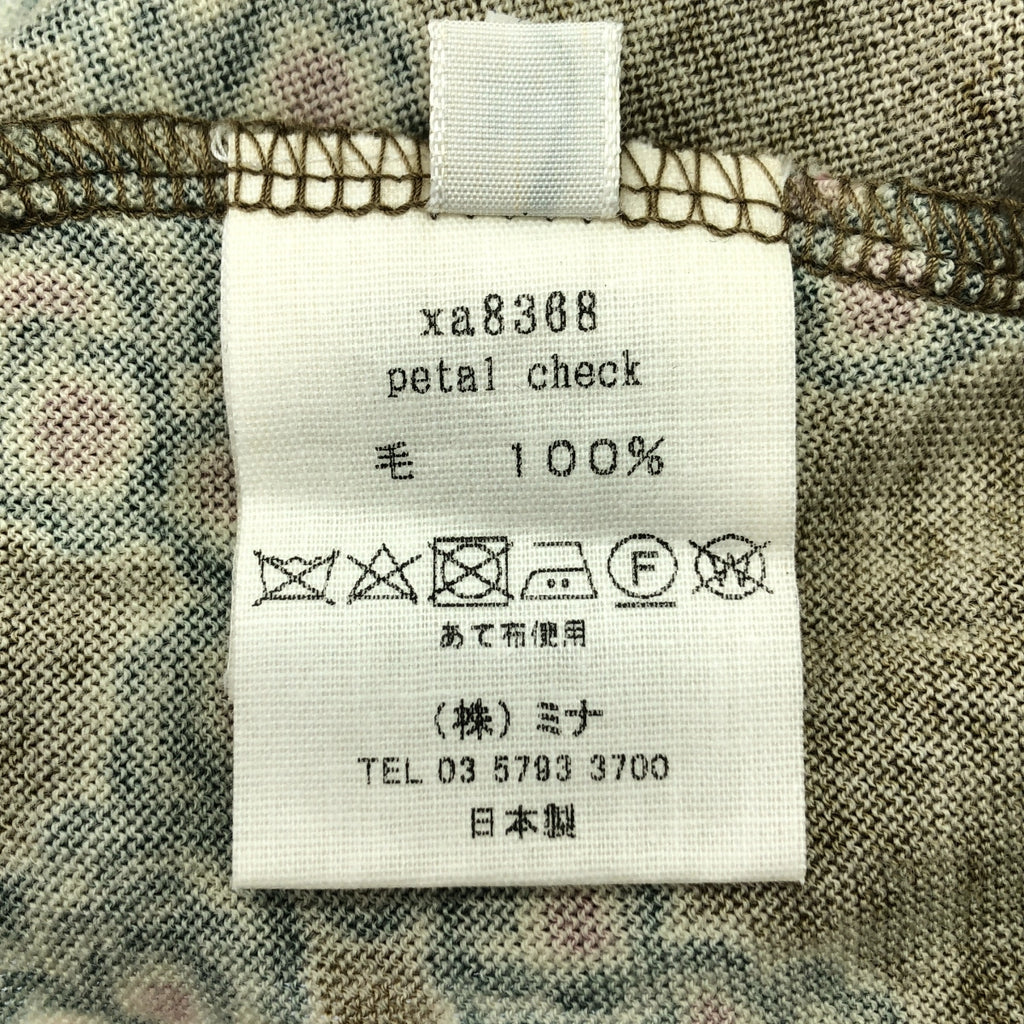 xa8368
petal check
毛 100%
F W
あて布使用
(株)ミナ
TEL 03 5793 3700
日本製